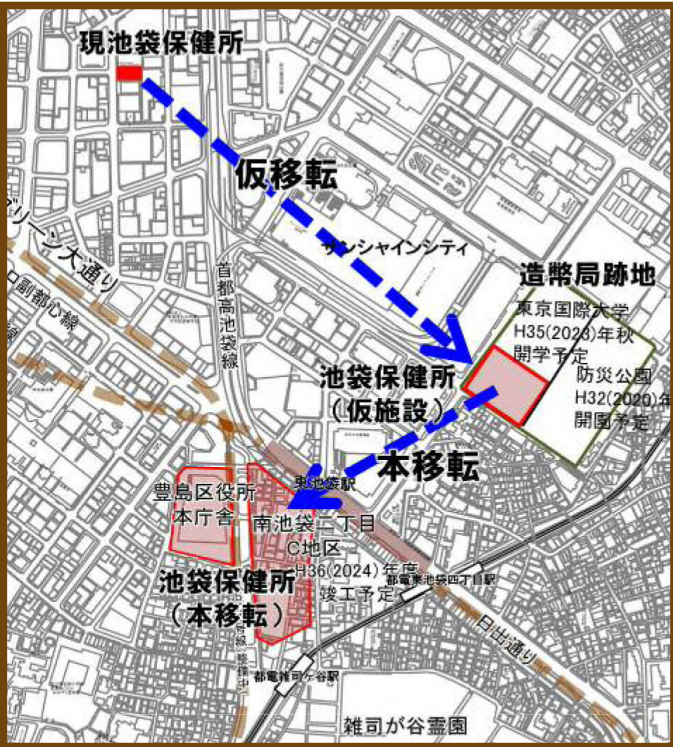 現池袋保健所
仮移転
サンシャインシティ
グリーン大通り
副都心線
首都高池袋線
造幣局跡地
東京国際大学
H35(2023)年秋
開学予定
防災公園
H32(2020)年
開園予定
池袋保健所
(仮施設)
本移転
東池袋駅
豊島区役所
本庁舎
南池袋二丁目
C地区
H36(2024)年度
竣工予定
池袋保健所
(本移転)
都電東池袋四丁目駅
日出通り
都電雑司ヶ谷駅
雑司が谷霊園